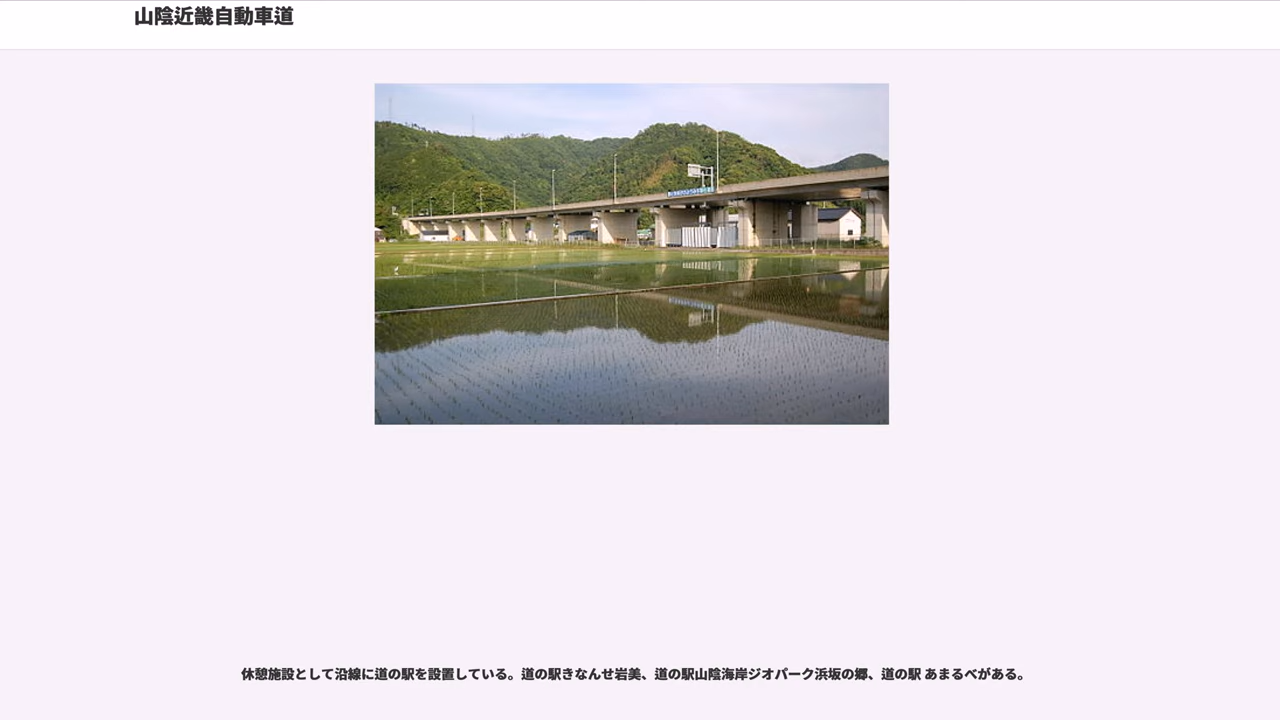 山陰近畿自動車道
休憩施設として沿線に道の駅を設置している。道の駅きなんせ岩美、道の駅山陰海岸ジオパーク浜坂の郷、道の駅 あまるべがある。